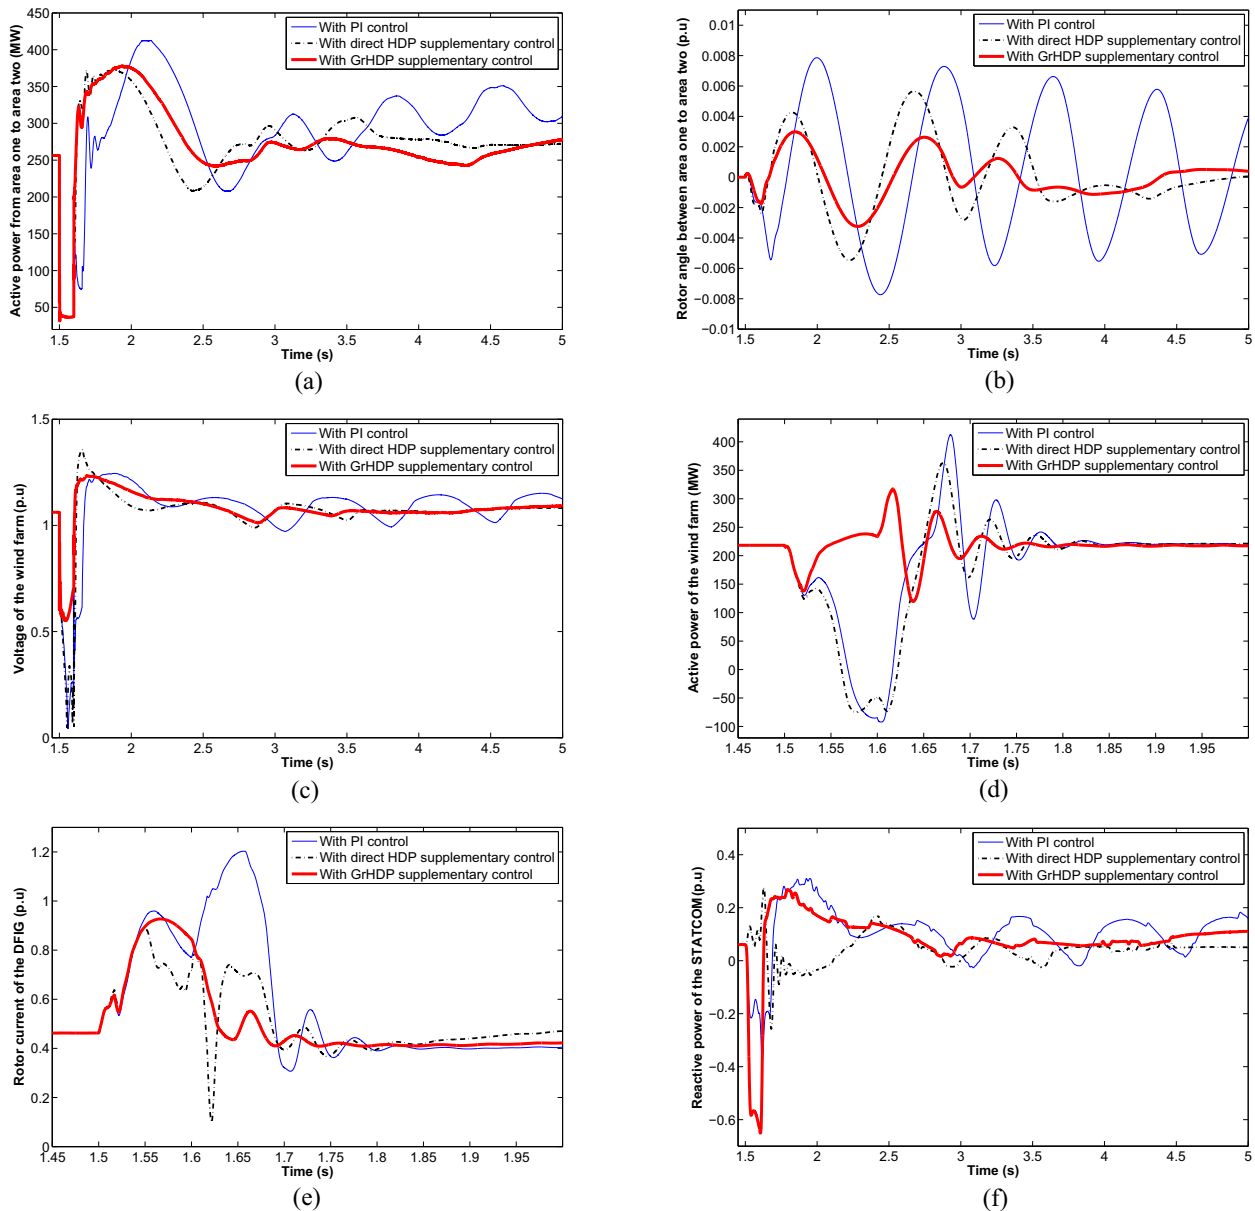 Active power from area one to area two (MW)
450
400
350
300
250
200
150
100
50
1.5
2
2.5
3
3.5
4
4.5
5
Time (s)
With PI control
With direct HDP supplementary control
With GrHDP supplementary control
(a)
Rotor angle between area one to area two (p.u)
0.01
0.008
0.006
0.004
0.002
0
−0.002
−0.004
−0.006
−0.008
−0.01
1.5
2
2.5
3
3.5
4
4.5
5
Time (s)
With PI control
With direct HDP supplementary control
With GrHDP supplementary control
(b)
Voltage of the wind farm (p.u)
1.5
1
0.5
0
1.5
2
2.5
3
3.5
4
4.5
5
Time (s)
With PI control
With direct HDP supplementary control
With GrHDP supplementary control
(c)
Active power of the wind farm (MW)
400
350
300
250
200
150
100
50
0
−50
−100
1.45
1.5
1.55
1.6
1.65
1.7
1.75
1.8
1.85
1.9
1.95
Time (s)
With PI control
With direct HDP supplementary control
With GrHDP supplementary control
(d)
Rotor current of the DFIG (p.u)
1.2
1
0.8
0.6
0.4
0.2
0
1.45
1.5
1.55
1.6
1.65
1.7
1.75
1.8
1.85
1.9
1.95
Time (s)
With PI control
With direct HDP supplementary control
With GrHDP supplementary control
(e)
Reactive power of the STATCOM(p.u)
0.4
0.2
0
−0.2
−0.4
−0.6
1.5
2
2.5
3
3.5
4
4.5
5
Time (s)
With PI control
With direct HDP supplementary control
With GrHDP supplementary control
(f)